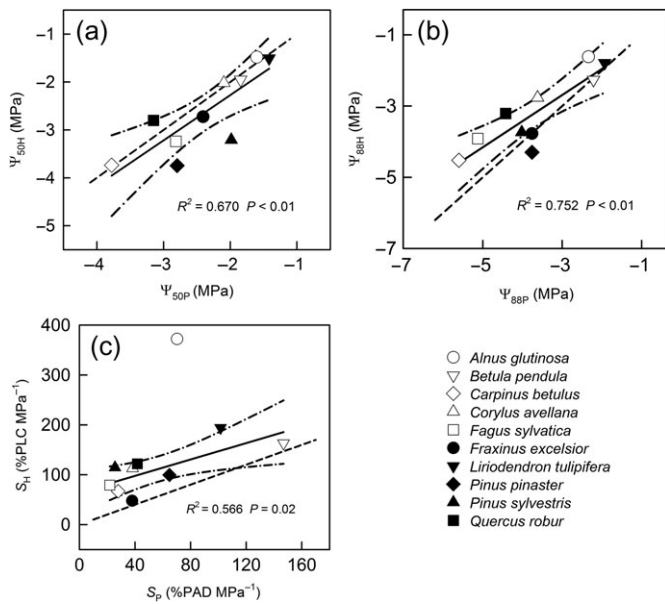 (a)
−1
−2
−3
−4
−5
Ψ50H (MPa)
R² = 0.670 P < 0.01
−4 −3 −2 −1
Ψ50P (MPa)
(b)
−1
−3
−5
−7
Ψ88H (MPa)
R² = 0.752 P < 0.01
−7 −5 −3 −1
Ψ88P (MPa)
(c)
400
300
200
100
0
SH (%PLC MPa⁻¹)
R² = 0.566 P = 0.02
0 40 80 120 160
SP (%PAD MPa⁻¹)
Alnus glutinosa
Betula pendula
Carpinus betulus
Corylus avellana
Fagus sylvatica
Fraxinus excelsior
Liriodendron tulipifera
Pinus pinaster
Pinus sylvestris
Quercus robur